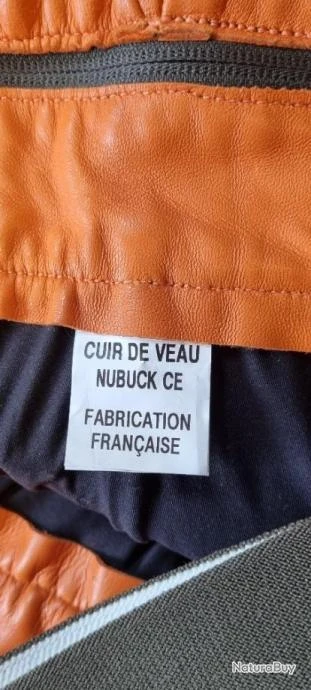 CUIR DE VEAU
NUBUCK CE
FABRICATION
FRANÇAISE
NaturaBuy